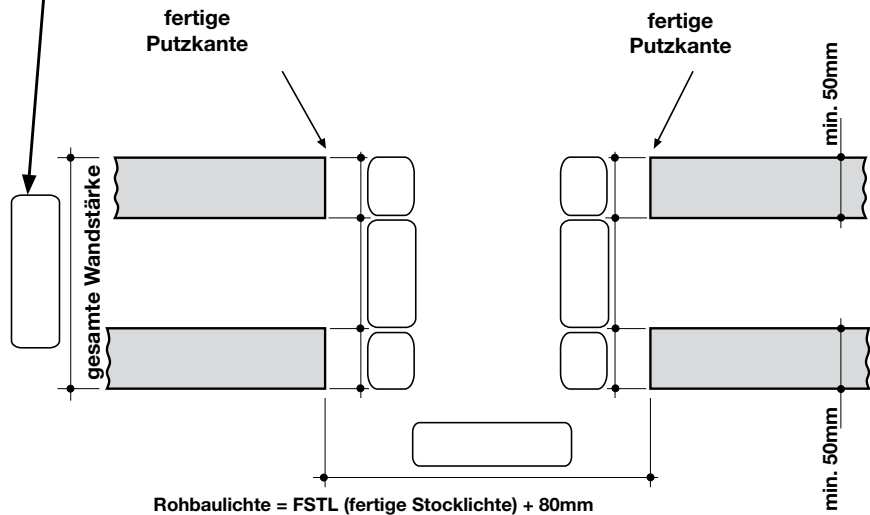 fertige
Putzkante
fertige
Putzkante
min. 50mm
gesamte Wandstärke
min. 50mm
Rohbaulichte = FSTL (fertige Stocklichte) + 80mm